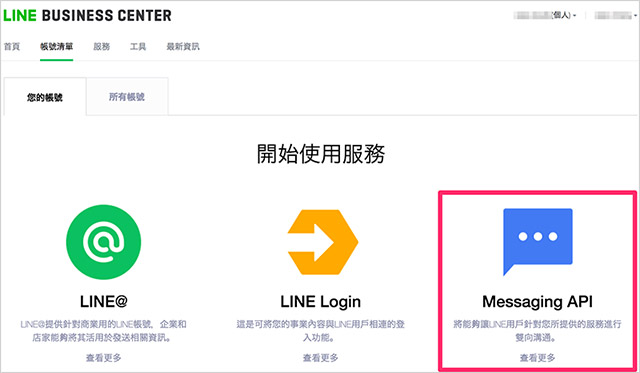 LINE BUSINESS CENTER
(個人)
首頁 帳號清單 服務 工具 最新資訊
您的帳號 所有帳號
開始使用服務
LINE@
LINE@提供針對商業用的LINE帳號，企業和
店家能夠將其活用於發送相關資訊。
查看更多
LINE Login
這是可將您的事業內容與LINE用戶相連的登
入功能。
查看更多
Messaging API
將能夠讓LINE用戶針對您所提供的服務進行
雙向溝通。
查看更多